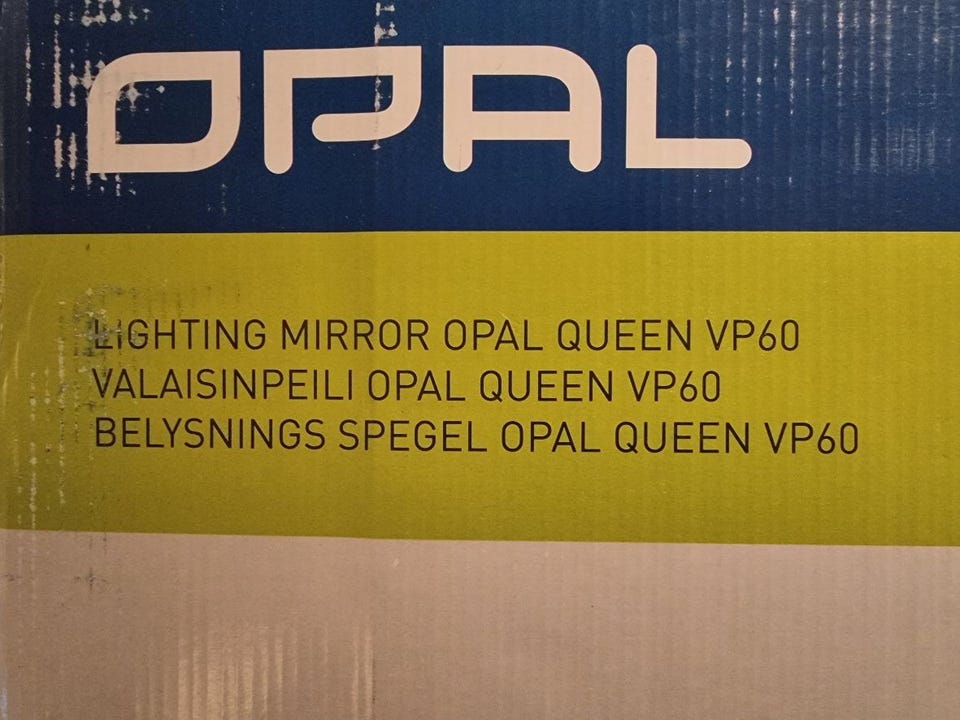 OPAL
LIGHTING MIRROR OPAL QUEEN VP60
VALAISINPEILI OPAL QUEEN VP60
BELYSNINGS SPEGEL OPAL QUEEN VP60